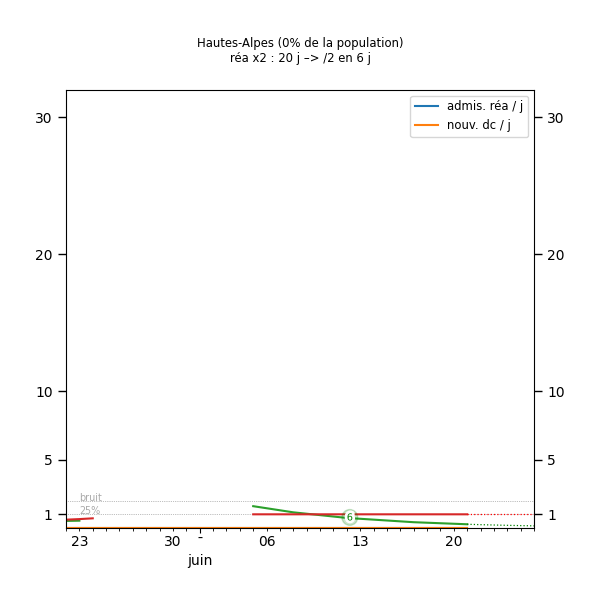 Hautes-Alpes (0% de la population)
réa x2 : 20 j –> /2 en 6 j
admis. réa / j
nouv. dc / j
30 30
20 20
10 10
5 5
bruit
25%
1 6 1
23 30 - 06 13 20
juin